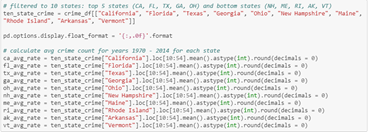 # filtered to 10 states: top 5 states (CA, FL, TX, GA, OH) and bottom states (NH, ME, RI, AK, VT)
ten_state_crime = crime_df[["California", "Florida", "Texas", "Georgia", "Ohio", "New Hampshire", "Maine",
"Rhode Island", "Arkansas", "Vermont"]]
pd.options.display.float_format = '{:,.0f}'.format
# calculate avg crime count for years 1970 - 2014 for each state
ca_avg_rate = ten_state_crime["California"].loc[10:54].mean().astype(int).round(decimals = 0)
fl_avg_rate = ten_state_crime["Florida"].loc[10:54].mean().astype(int).round(decimals = 0)
tx_avg_rate = ten_state_crime["Texas"].loc[10:54].mean().astype(int).round(decimals = 0)
ga_avg_rate = ten_state_crime["Georgia"].loc[10:54].mean().astype(int).round(decimals = 0)
oh_avg_rate = ten_state_crime["Ohio"].loc[10:54].mean().astype(int).round(decimals = 0)
nh_avg_rate = ten_state_crime["New Hampshire"].loc[10:54].mean().astype(int).round(decimals = 0)
me_avg_rate = ten_state_crime["Maine"].loc[10:54].mean().astype(int).round(decimals = 0)
ri_avg_rate = ten_state_crime["Rhode Island"].loc[10:54].mean().astype(int).round(decimals = 0)
ak_avg_rate = ten_state_crime["Arkansas"].loc[10:54].mean().astype(int).round(decimals = 0)
vt_avg_rate = ten_state_crime["Vermont"].loc[10:54].mean().astype(int).round(decimals = 0)